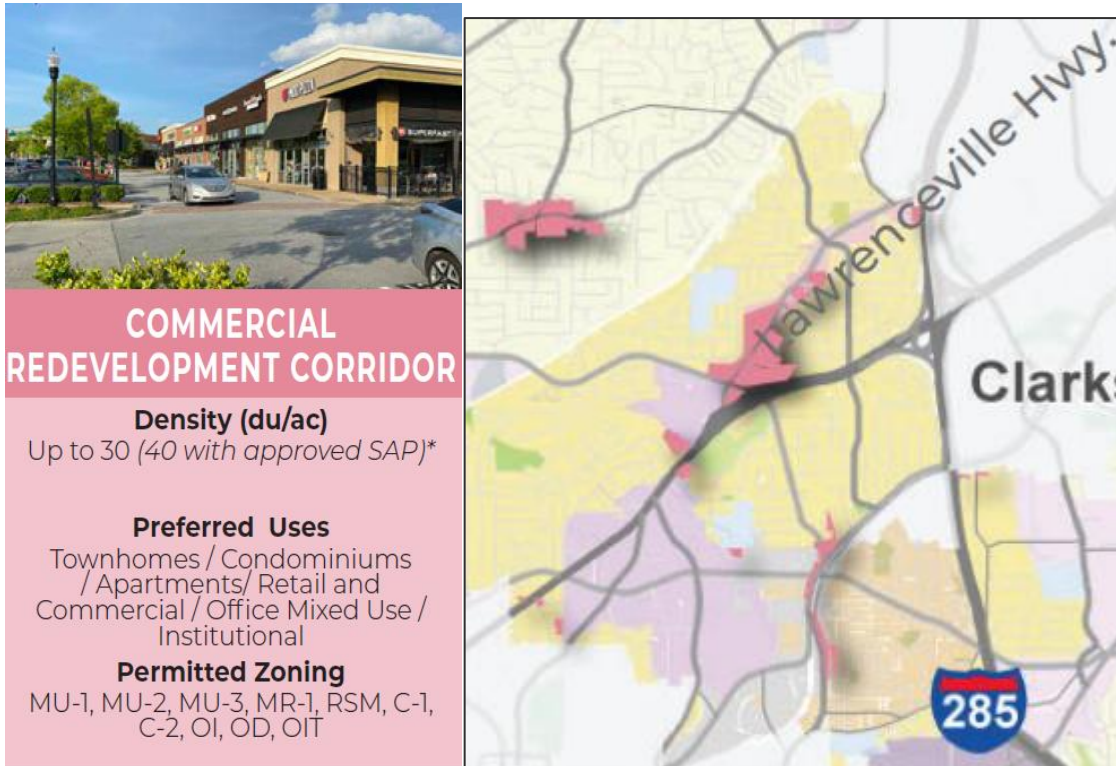 SUPERFAST
COMMERCIAL
REDEVELOPMENT CORRIDOR
Density (du/ac)
Up to 30 (40 with approved SAP)*
Preferred Uses
Townhomes / Condominiums
/ Apartments/ Retail and
Commercial / Office Mixed Use /
Institutional
Permitted Zoning
MU-1, MU-2, MU-3, MR-1, RSM, C-1,
C-2, OI, OD, OIT
Lawrenceville Hwy.
Clarks
285